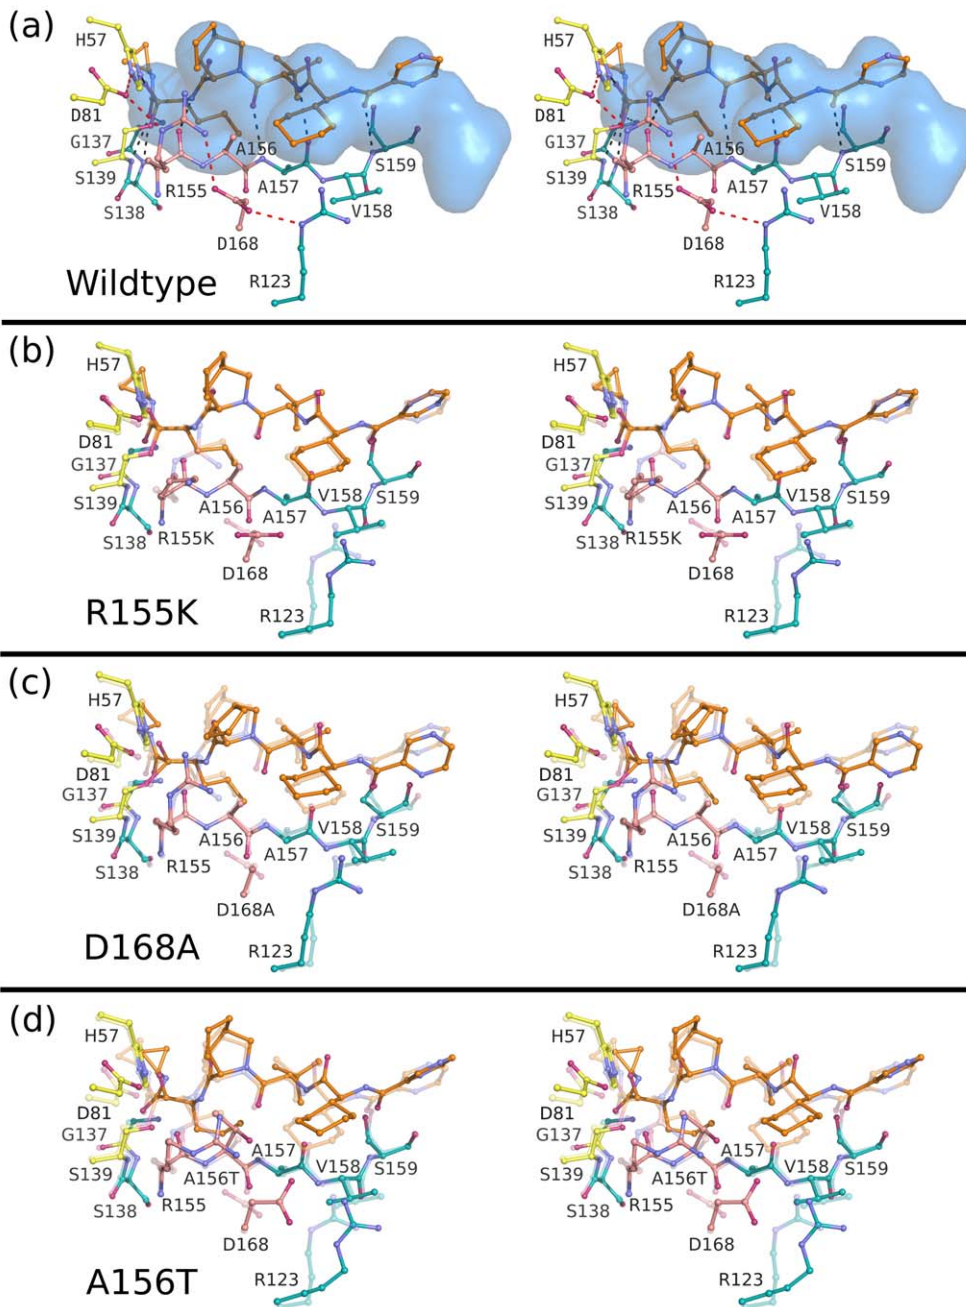 (a)
H57 H57
D81 D81
G137 A156 S159 G137 A156 S159
S139 R155 A157 S139 R155 A157
S138 V158 S138 V158
D168 D168
R123 R123
Wildtype
(b)
H57 H57
D81 D81
G137 G137
S139 A156 A157 V158 S159 S139 A156 A157 V158 S159
S138 R155K S138 R155K
D168 D168
R123 R123
R155K
(c)
H57 H57
D81 D81
G137 G137
S139 A156 A157 V158 S159 S139 A156 A157 V158 S159
S138 R155 S138 R155
D168A D168A
R123 R123
D168A
(d)
H57 H57
D81 D81
G137 A157 G137 A157
S139 A156T V158 S159 S139 A156T V158 S159
S138 R155 S138 R155
D168 D168
R123 R123
A156T